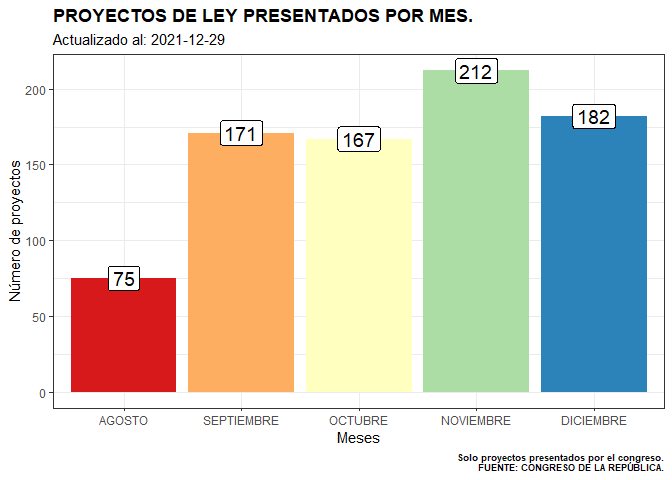 PROYECTOS DE LEY PRESENTADOS POR MES.
Actualizado al: 2021-12-29
Número de proyectos
200
150
100
50
0
75
171
167
212
182
AGOSTO SEPTIEMBRE OCTUBRE NOVIEMBRE DICIEMBRE
Meses
Solo proyectos presentados por el congreso.
FUENTE: CONGRESO DE LA REPÚBLICA.